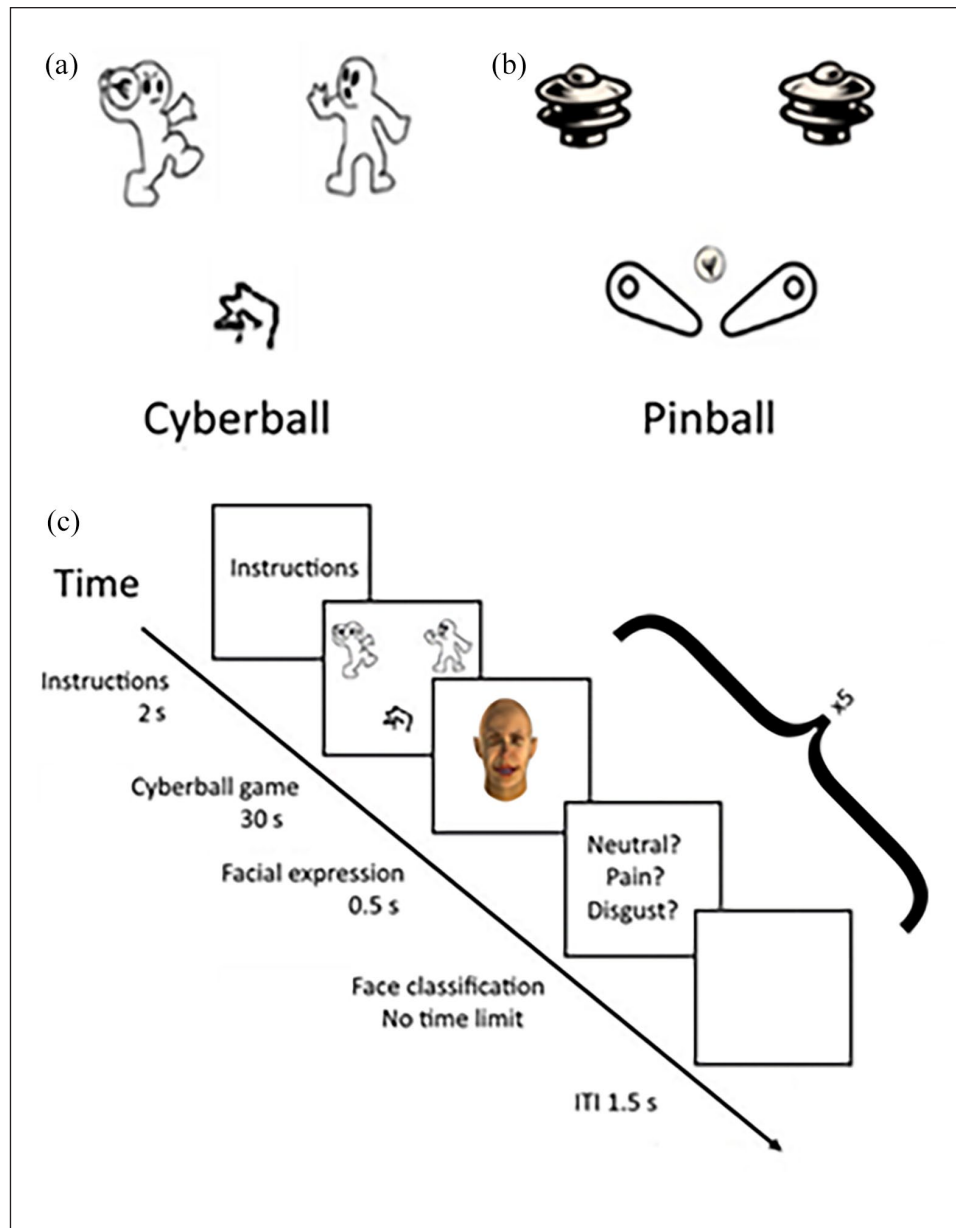 (a)
(b)
Cyberball
Pinball
(c)
Time
Instructions
Instructions
2 s
Cyberball game
30 s
x5
Facial expression
0.5 s
Neutral?
Pain?
Disgust?
Face classification
No time limit
ITI 1.5 s